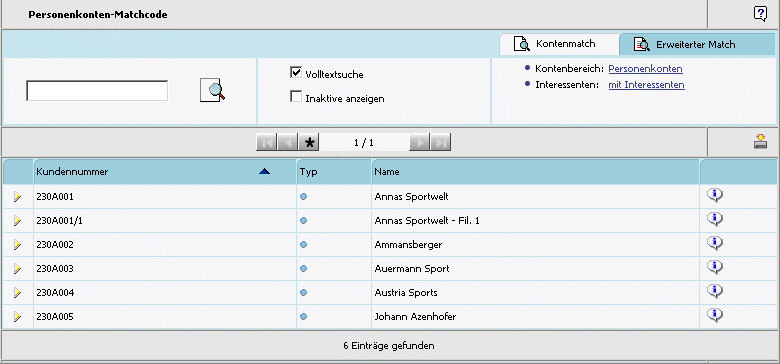 Personenkonten-Matchcode
?
Kontenmatch
Erweiterter Match
Volltextsuche
Inaktive anzeigen
• Kontenbereich: Personenkonten
• Interessenten: mit Interessenten
1 / 1
Kundennummer Typ Name
230A001 Annas Sportwelt
230A001/1 Annas Sportwelt - Fil. 1
230A002 Ammansberger
230A003 Auermann Sport
230A004 Austria Sports
230A005 Johann Azenhofer
6 Einträge gefunden